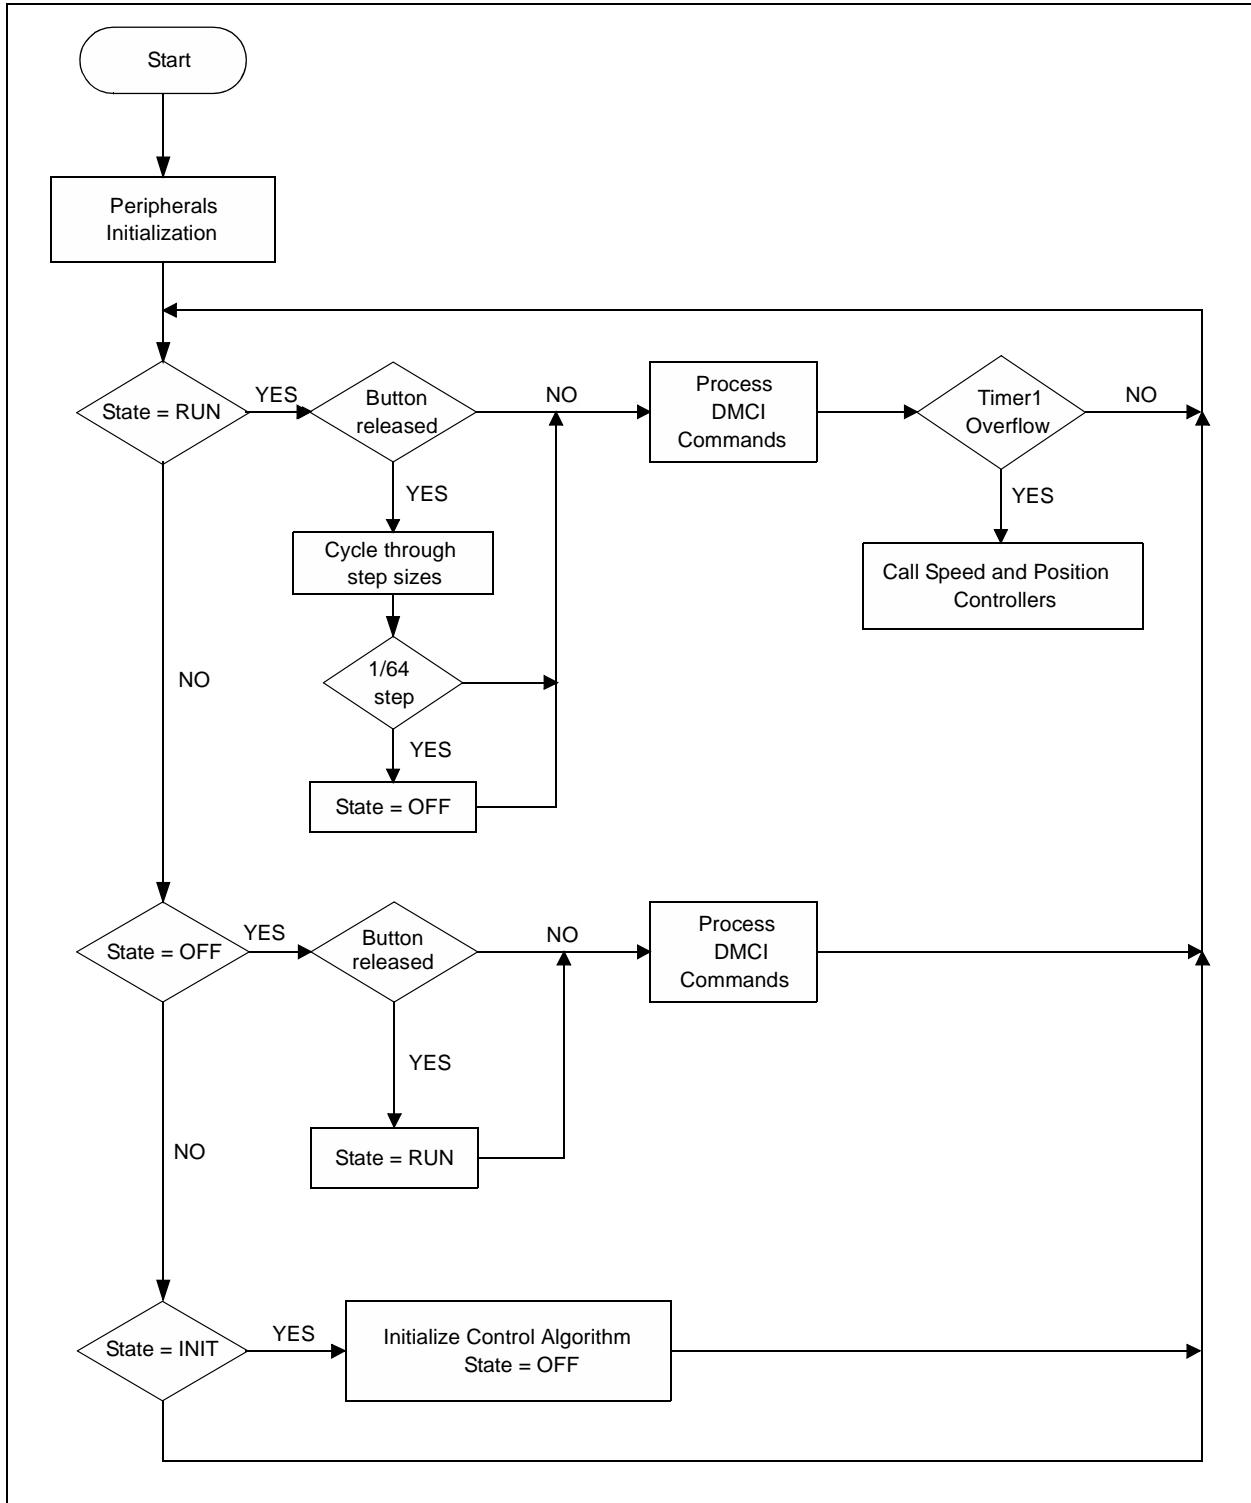 Start
Peripherals
Initialization
State = RUN
YES
Button
released
NO
Process
DMCI
Commands
Timer1
Overflow
NO
YES
Cycle through
step sizes
YES
Call Speed and Position
Controllers
NO
1/64
step
YES
State = OFF
State = OFF
YES
Button
released
NO
Process
DMCI
Commands
YES
NO
State = RUN
State = INIT
YES
Initialize Control Algorithm
State = OFF